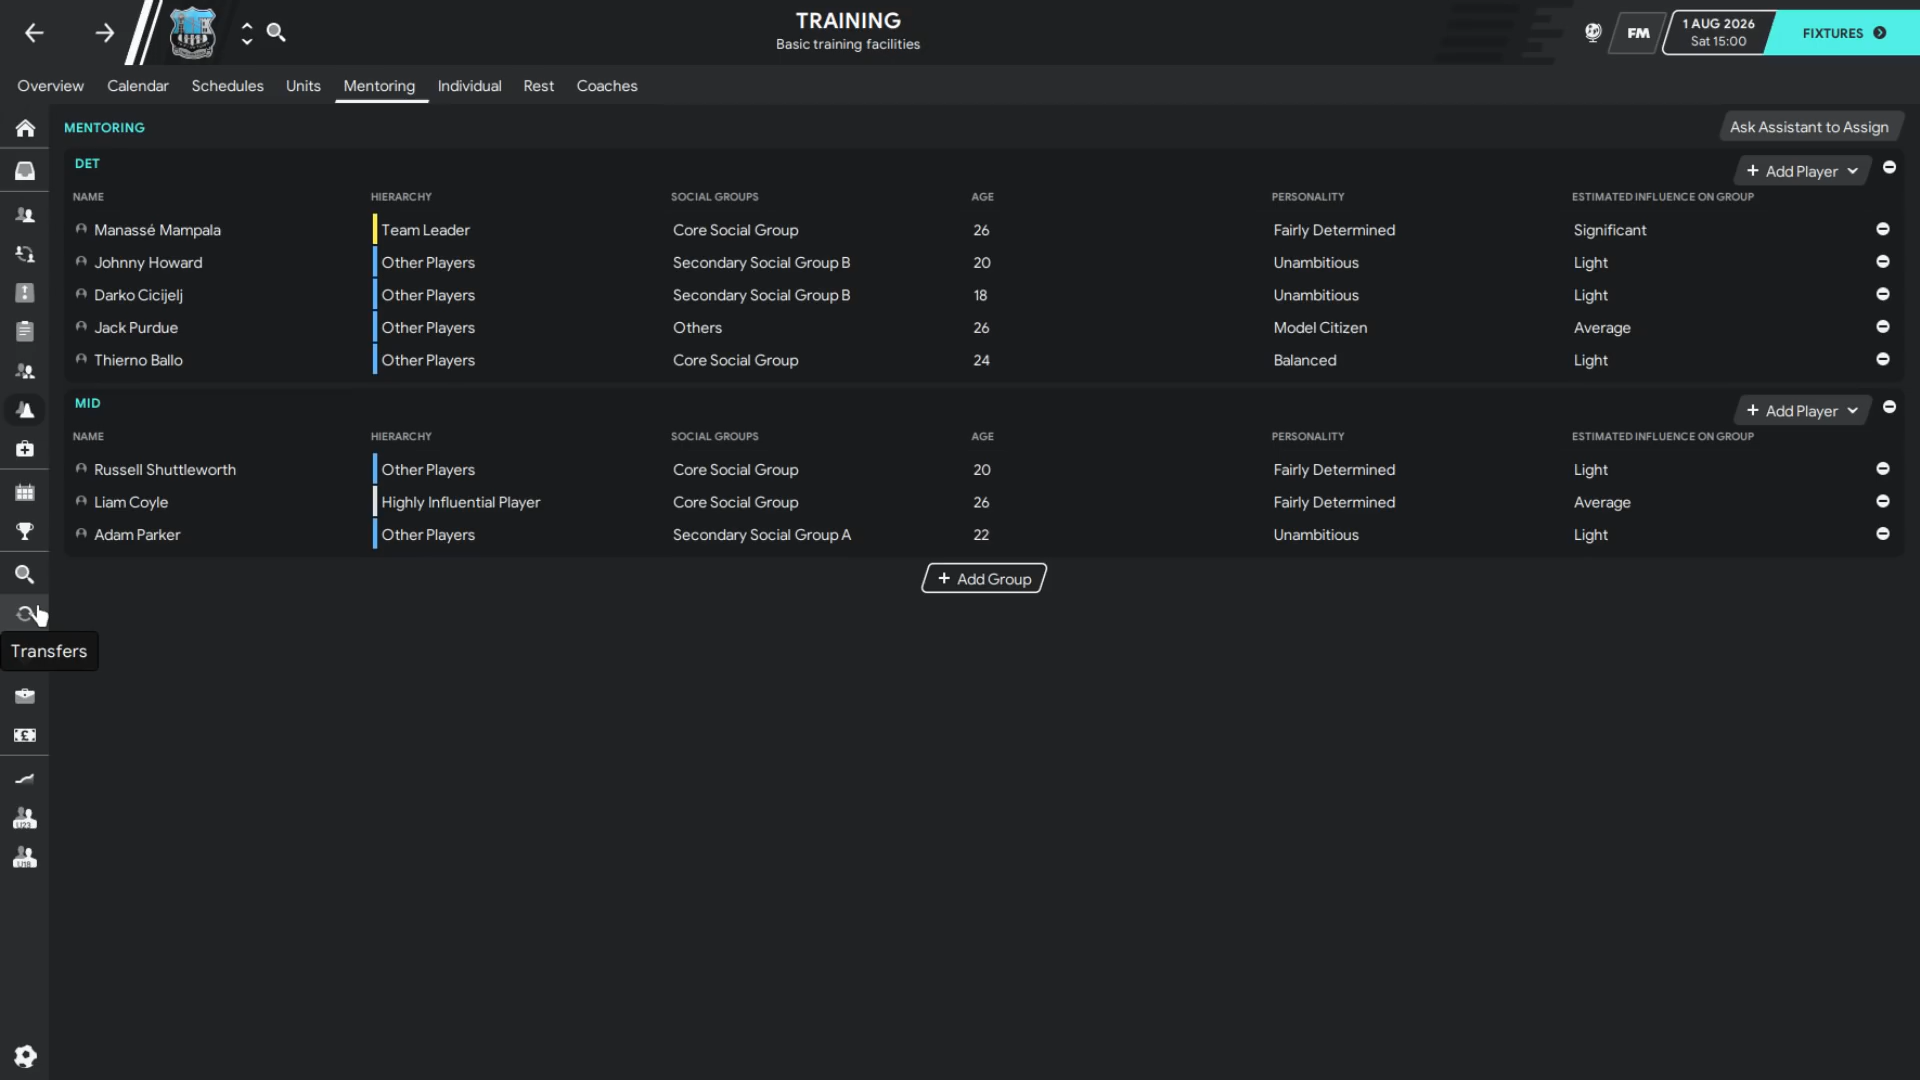 TRAINING
Basic training facilities
FM
1 AUG 2026
Sat 15:00
FIXTURES
Overview Calendar Schedules Units Mentoring Individual Rest Coaches
MENTORING
Ask Assistant to Assign
DET
+ Add Player
NAME HIERARCHY SOCIAL GROUPS AGE PERSONALITY ESTIMATED INFLUENCE ON GROUP
Manassé Mampala Team Leader Core Social Group 26 Fairly Determined Significant
Johnny Howard Other Players Secondary Social Group B 20 Unambitious Light
Darko Cicijelj Other Players Secondary Social Group B 18 Unambitious Light
Jack Purdue Other Players Others 26 Model Citizen Average
Thierno Ballo Other Players Core Social Group 24 Balanced Light
MID
+ Add Player
NAME HIERARCHY SOCIAL GROUPS AGE PERSONALITY ESTIMATED INFLUENCE ON GROUP
Russell Shuttleworth Other Players Core Social Group 20 Fairly Determined Light
Liam Coyle Highly Influential Player Core Social Group 26 Fairly Determined Average
Adam Parker Other Players Secondary Social Group A 22 Unambitious Light
+ Add Group
Transfers
U23
U18